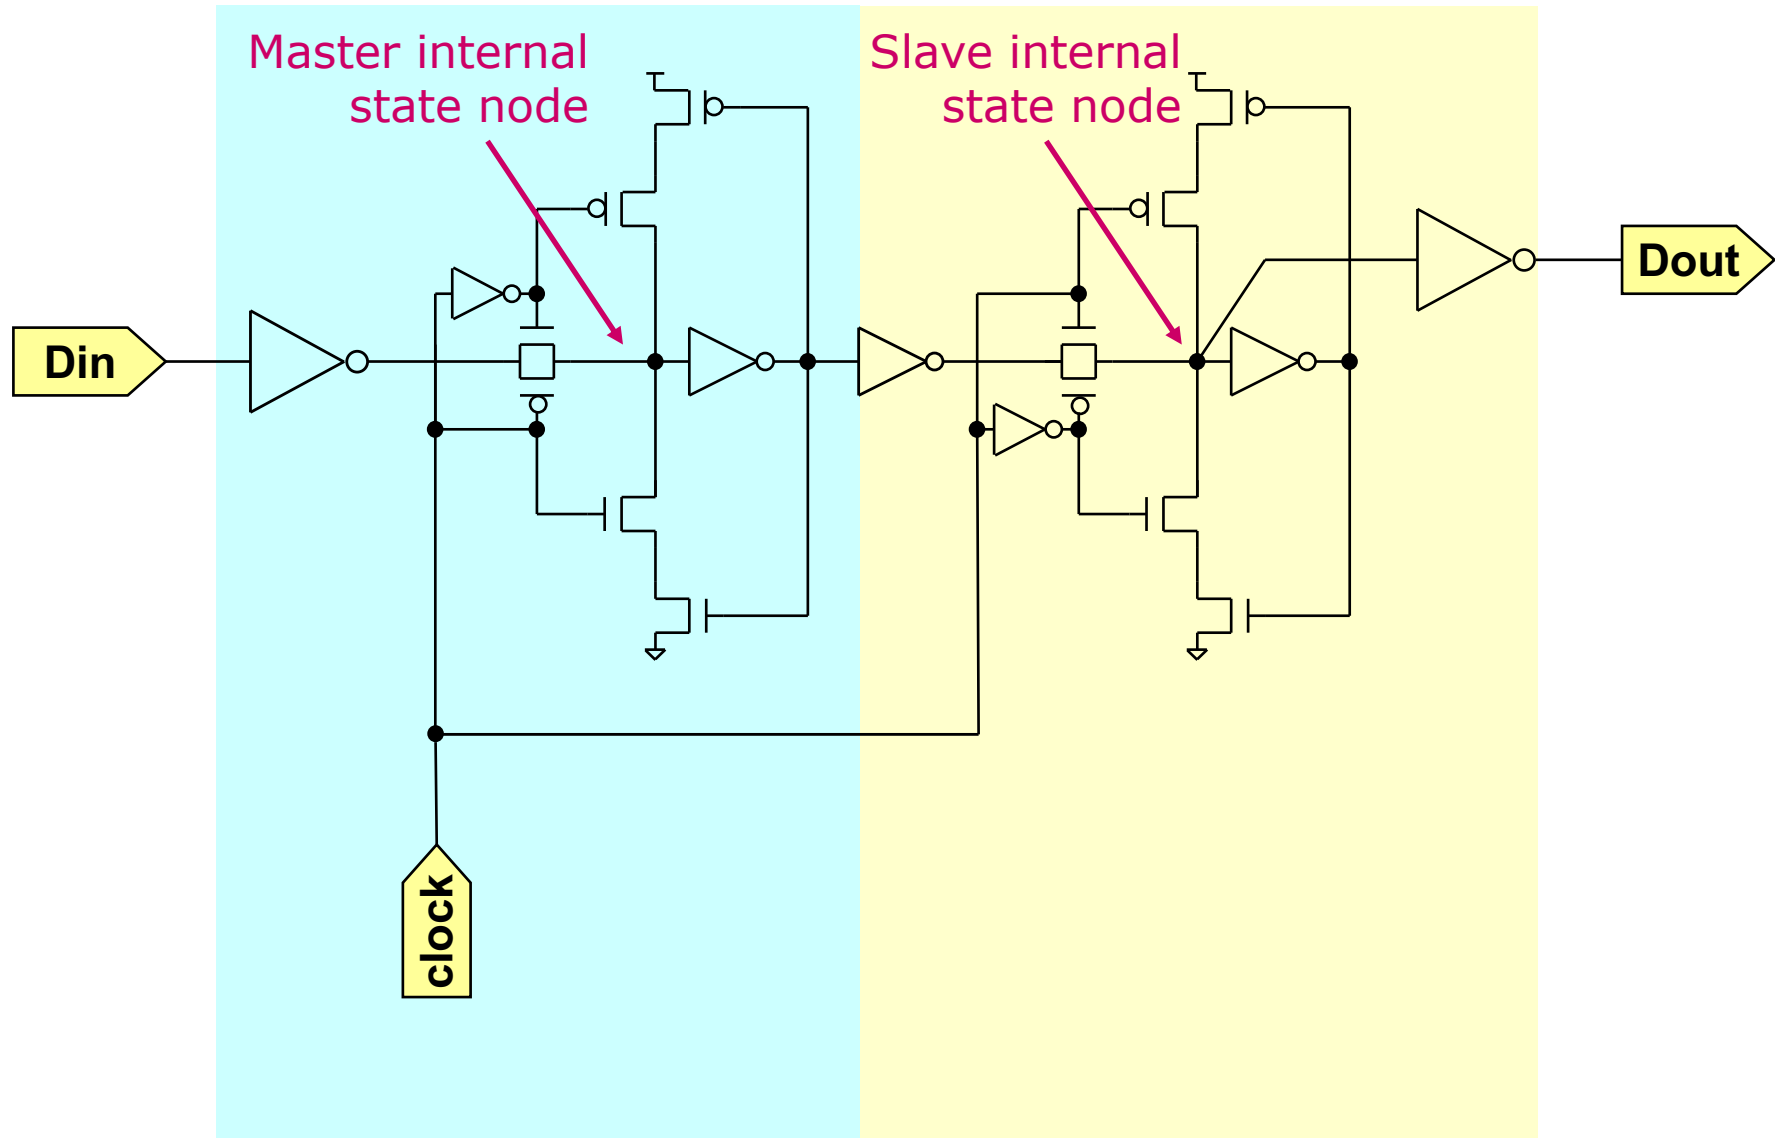 Master internal
state node
Slave internal
state node
Din
Dout
clock